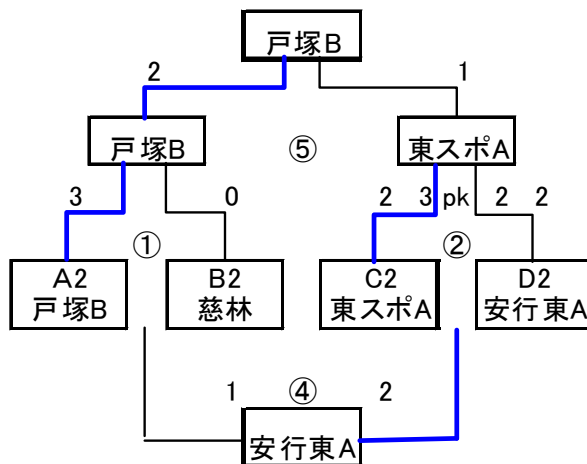 戸塚B
2 1
戸塚B ⑤ 東スポA
3 0 2 3 pk 2 2
① ②
A2 B2 C2 D2
戸塚B 慈林 東スポA 安行東A
1 ④ 2
安行東A